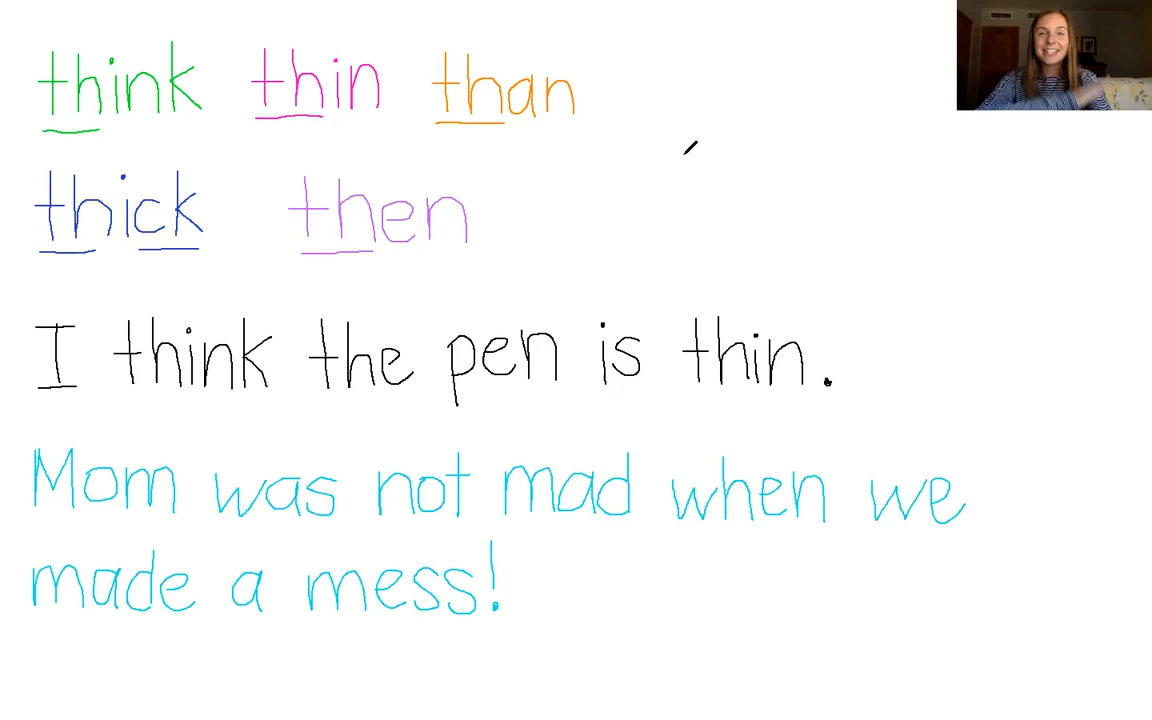 think thin than
thick then
I think the pen is thin.
Mom was not mad when we
made a mess!